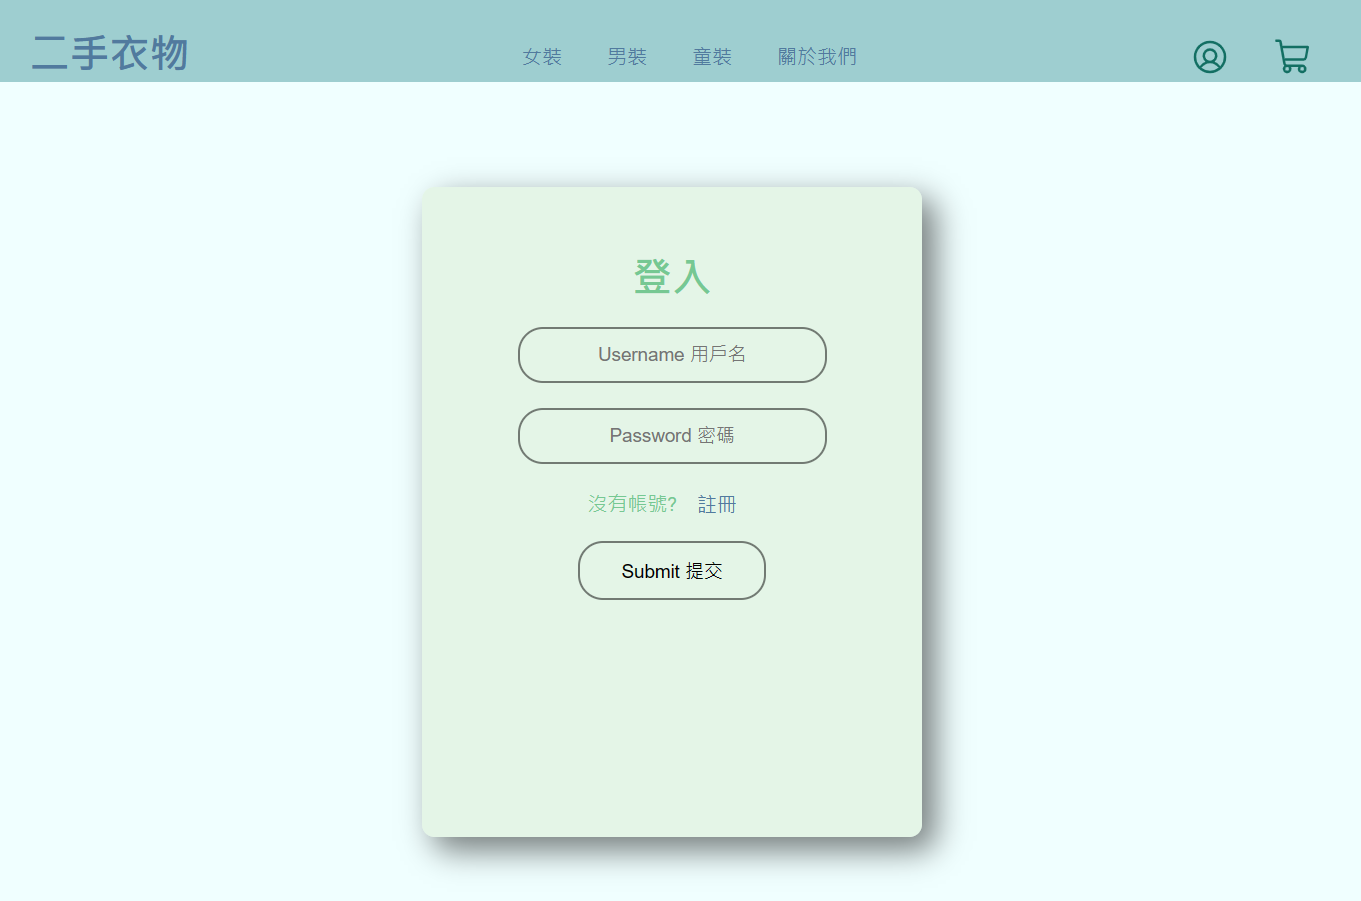 二手衣物
女裝 男裝 童裝 關於我們
登入
Username 用戶名
Password 密碼
沒有帳號? 註冊
Submit 提交